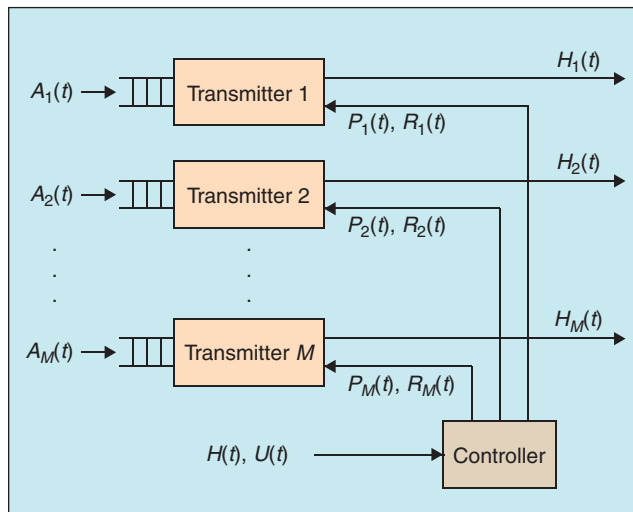 A1(t)
Transmitter 1
H1(t)
P1(t), R1(t)
A2(t)
Transmitter 2
H2(t)
P2(t), R2(t)
AM(t)
Transmitter M
HM(t)
PM(t), RM(t)
H(t), U(t)
Controller